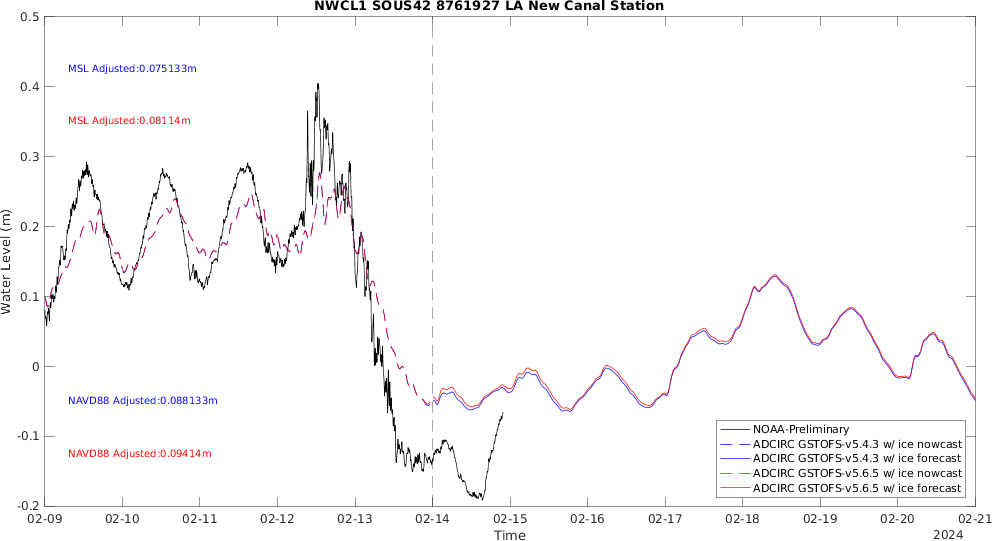 NWCL1 SOUS42 8761927 LA New Canal Station
0.5
0.4
0.3
0.2
0.1
0
-0.1
-0.2
Water Level (m)
MSL Adjusted:0.075133m
MSL Adjusted:0.08114m
NAVD88 Adjusted:0.088133m
NAVD88 Adjusted:0.09414m
NOAA-Preliminary
ADCIRC GSTOFS-v5.4.3 w/ ice nowcast
ADCIRC GSTOFS-v5.4.3 w/ ice forecast
ADCIRC GSTOFS-v5.6.5 w/ ice nowcast
ADCIRC GSTOFS-v5.6.5 w/ ice forecast
02-09 02-10 02-11 02-12 02-13 02-14 02-15 02-16 02-17 02-18 02-19 02-20 02-21
Time
2024